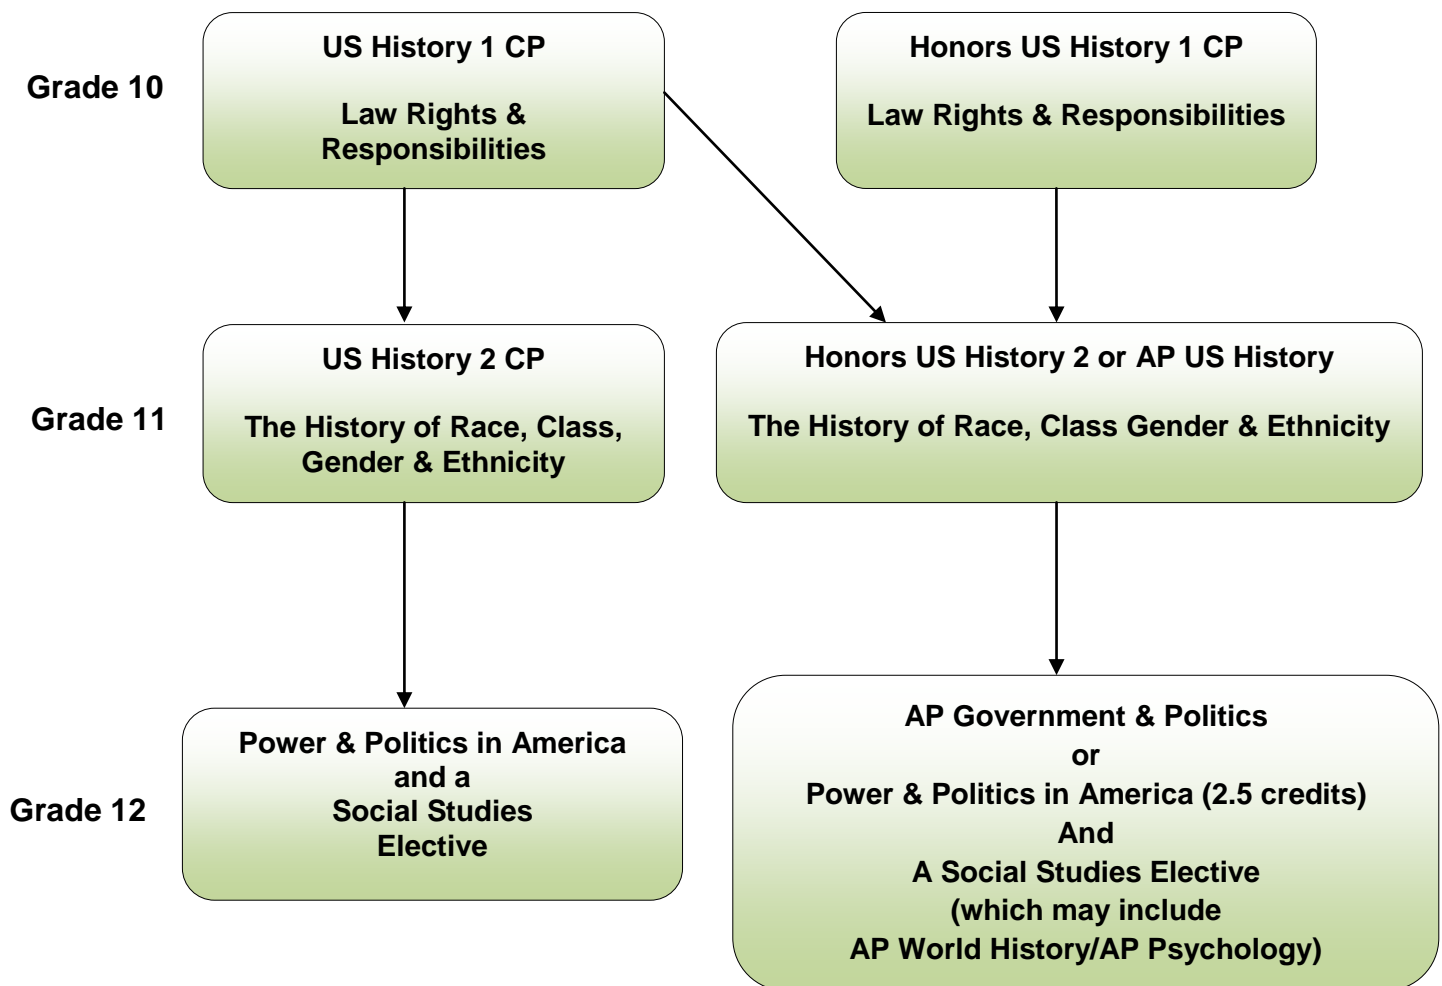 Grade 10
US History 1 CP
Law Rights &
Responsibilities
Honors US History 1 CP
Law Rights & Responsibilities
Grade 11
US History 2 CP
The History of Race, Class,
Gender & Ethnicity
Honors US History 2 or AP US History
The History of Race, Class Gender & Ethnicity
Grade 12
Power & Politics in America
and a
Social Studies
Elective
AP Government & Politics
or
Power & Politics in America (2.5 credits)
And
A Social Studies Elective
(which may include
AP World History/AP Psychology)